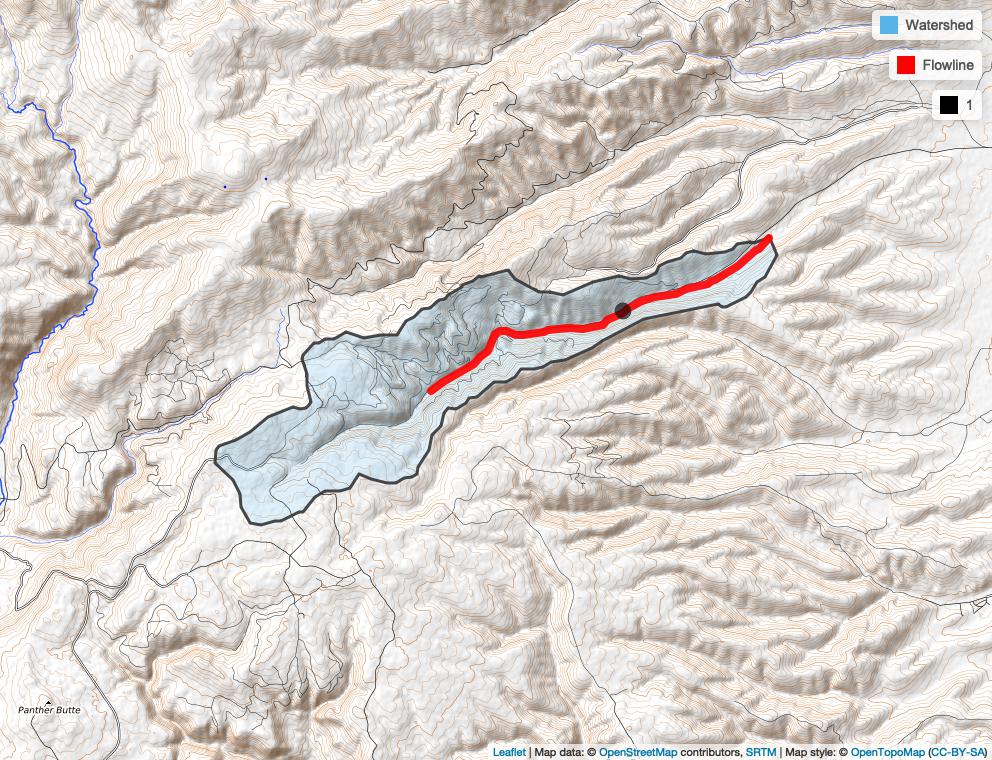 Watershed
Flowline
1
Panther Butte
Leaflet | Map data: © OpenStreetMap contributors, SRTM | Map style: © OpenTopoMap (CC-BY-SA)